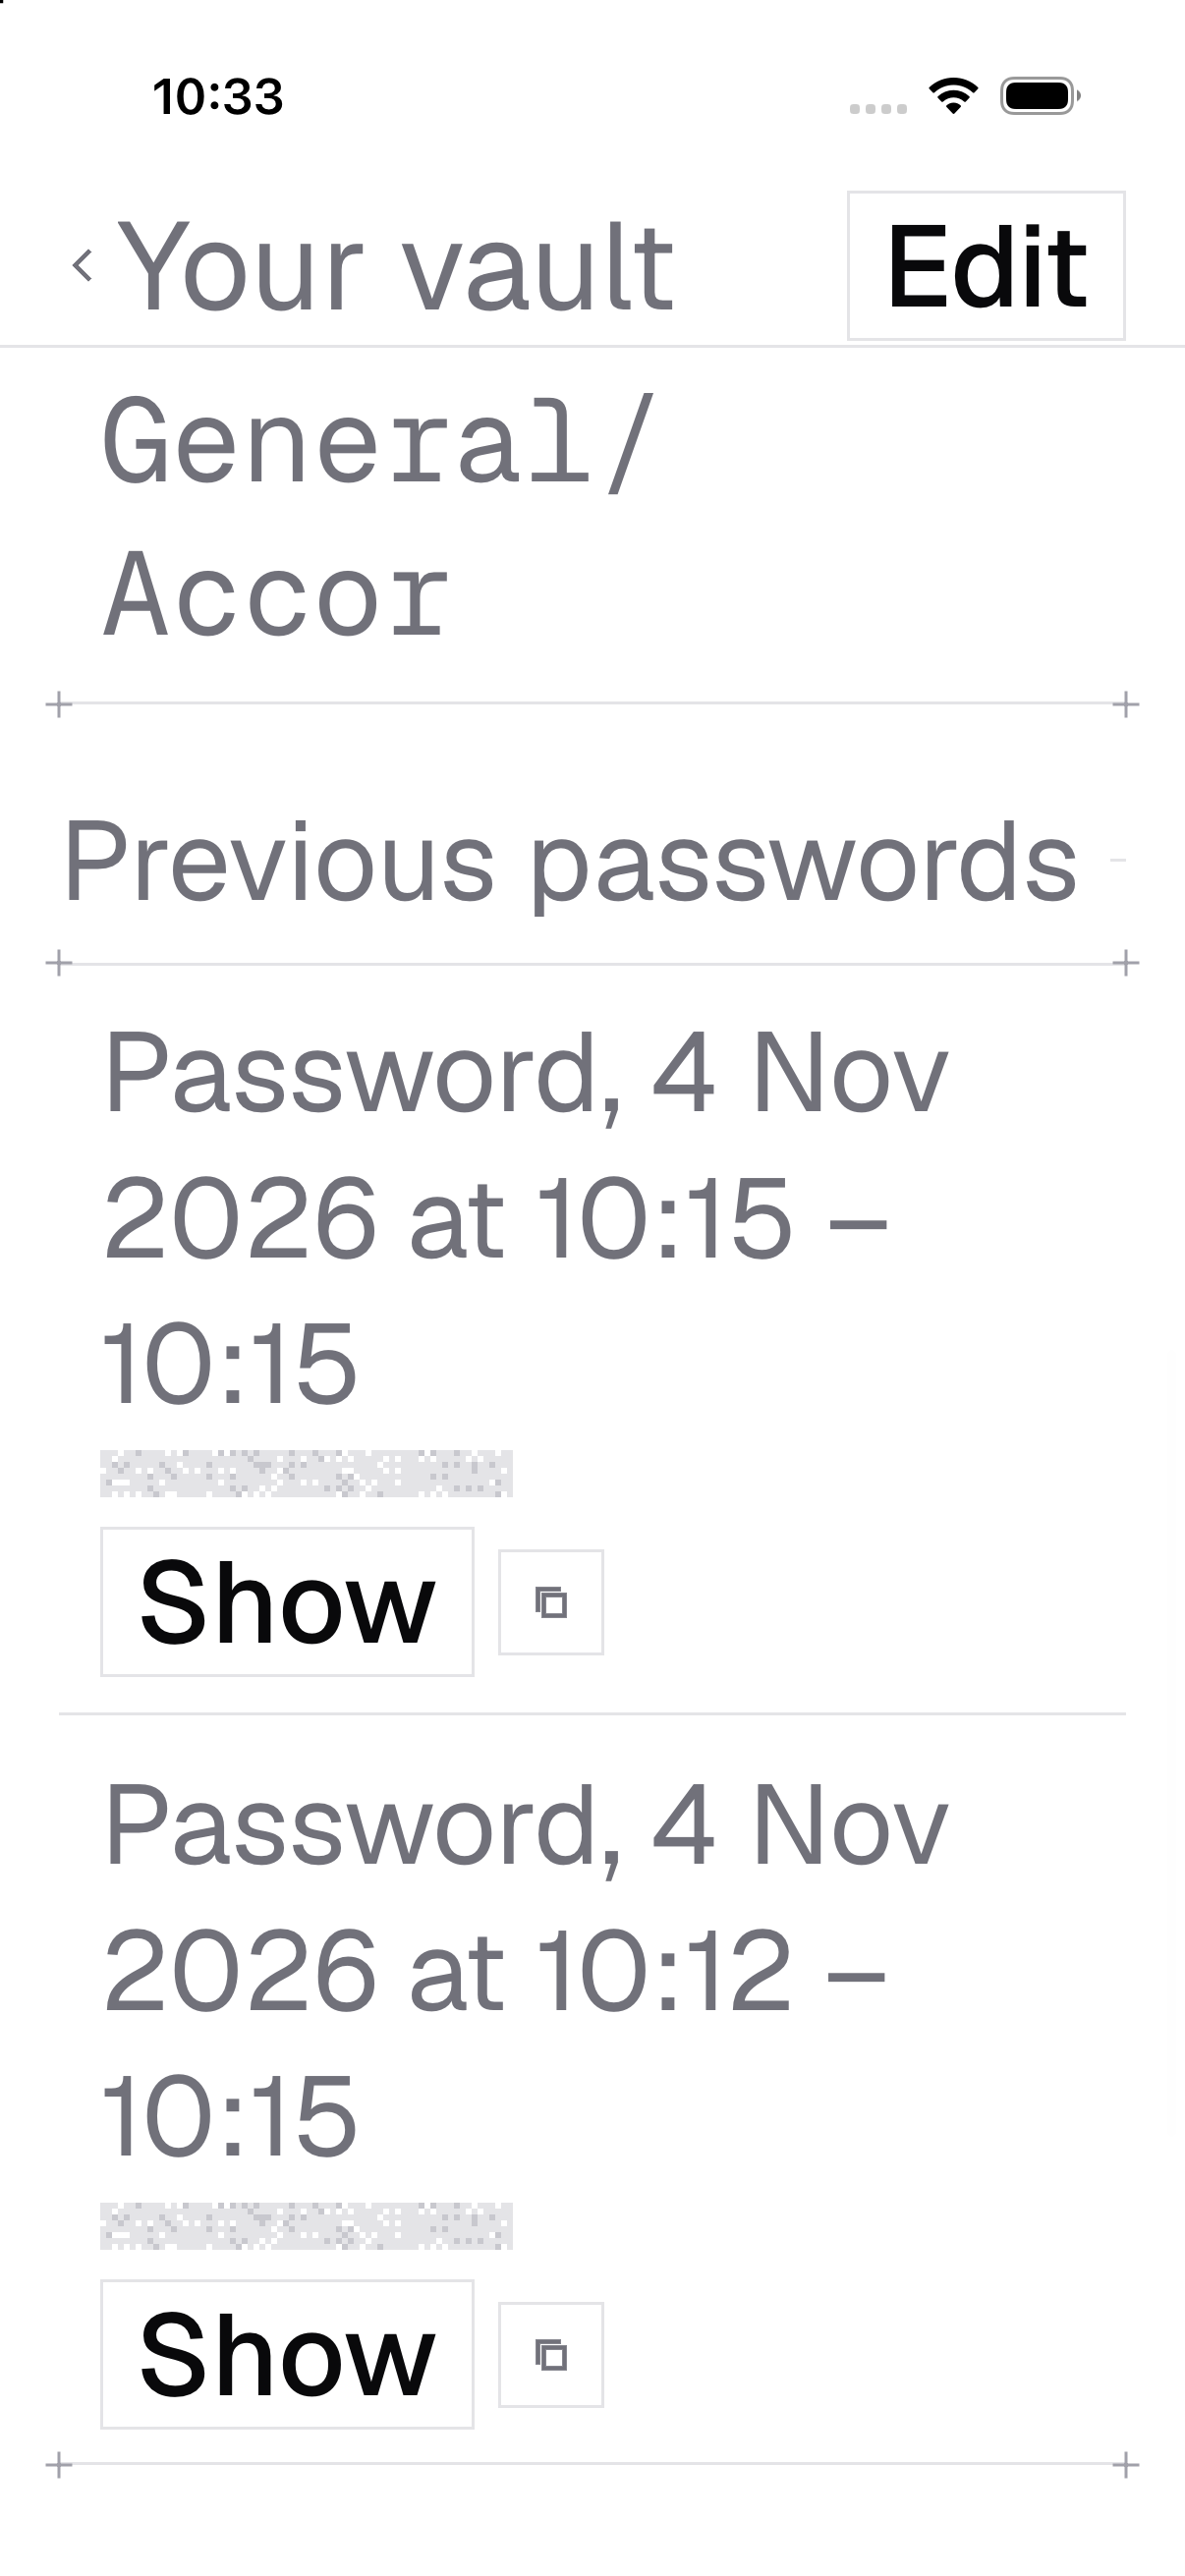 10:33
Your vault
Edit
General/
Accor
Previous passwords
Password, 4 Nov
2026 at 10:15 –
10:15
Show
Password, 4 Nov
2026 at 10:12 –
10:15
Show